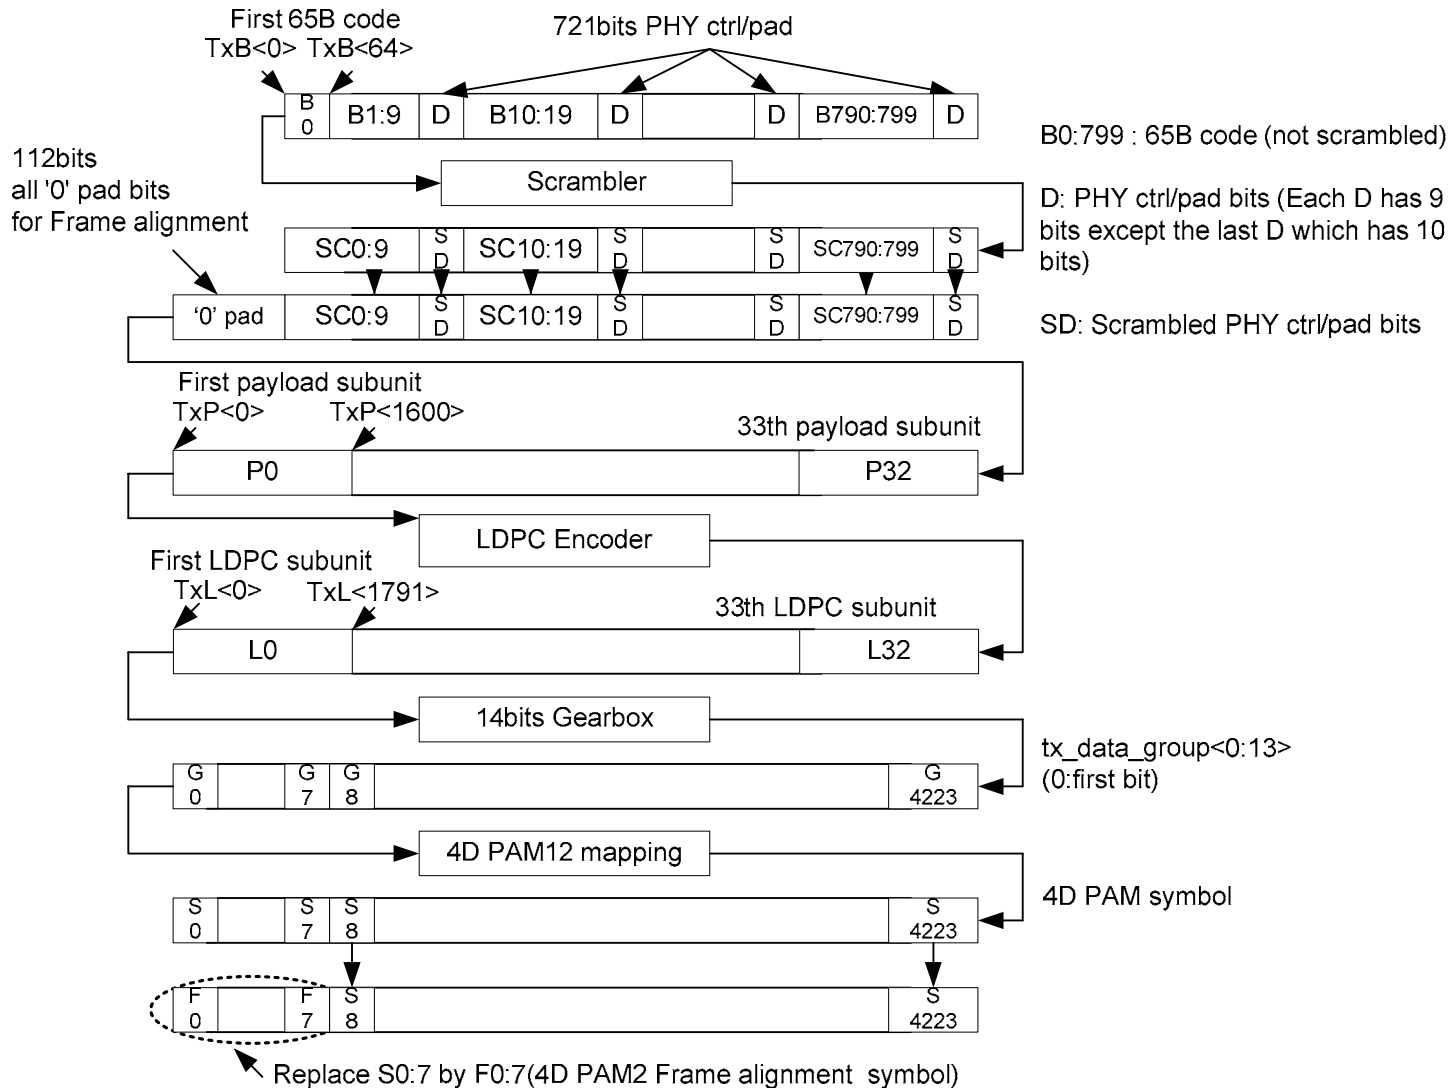 First 65B code
TxB<0> TxB<64>
721bits PHY ctrl/pad
B 0 B1:9 D B10:19 D D B790:799 D
B0:799 : 65B code (not scrambled)
112bits
all '0' pad bits
for Frame alignment
Scrambler
D: PHY ctrl/pad bits (Each D has 9
bits except the last D which has 10
bits)
SC0:9 S D SC10:19 S D S D SC790:799 S D
'0' pad SC0:9 S D SC10:19 S D S D SC790:799 S D
SD: Scrambled PHY ctrl/pad bits
First payload subunit
TxP<0> TxP<1600>
33th payload subunit
P0 P32
LDPC Encoder
First LDPC subunit
TxL<0> TxL<1791>
33th LDPC subunit
L0 L32
14bits Gearbox
tx_data_group<0:13>
(0:first bit)
G 0 G 7 G 8 G 4223
4D PAM12 mapping
4D PAM symbol
S 0 S 7 S 8 S 4223
F 0 F 7 S 8 S 4223
Replace S0:7 by F0:7(4D PAM2 Frame alignment symbol)